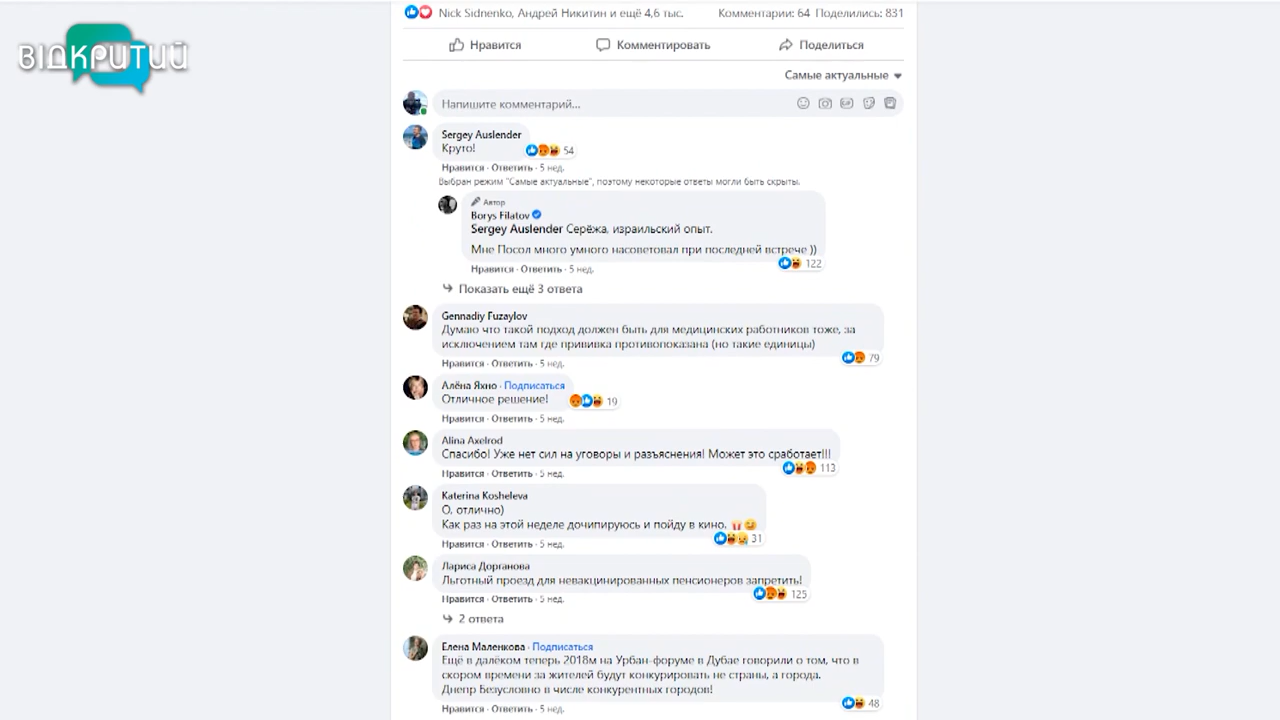 ВІДКРИТИЙ
Nick Sidnenko, Андрей Никитин и ещё 4,6 тыс.
Комментарии: 64 Поделились: 831
Нравится
Комментировать
Поделиться
Самые актуальные
Напишите комментарий...
Sergey Auslender
Круто!
54
Нравится · Ответить · 5 нед.
Выбран режим "Самые актуальные", поэтому некоторые ответы могли быть скрыты.
Автор
Borys Filatov
Sergey Auslender Серёжа, израильский опыт.
Мне Посол много умного насоветовал при последней встрече ))
122
Нравится · Ответить · 5 нед.
Показать ещё 3 ответа
Gennadiy Fuzaylov
Думаю что такой подход должен быть для медицинских работников тоже, за
исключением там где прививка противопоказана (но такие единицы)
79
Нравится · Ответить · 5 нед.
Алёна Яхно · Подписаться
Отличное решение!
19
Нравится · Ответить · 5 нед.
Alina Axelrod
Спасибо! Уже нет сил на уговоры и разъяснения! Может это сработает!!!
113
Нравится · Ответить · 5 нед.
Katerina Kosheleva
О, отлично)
Как раз на этой неделе дочипируюсь и пойду в кино.
31
Нравится · Ответить · 5 нед.
Лариса Дорганова
Льготный проезд для невакцинированных пенсионеров запретить!
125
Нравится · Ответить · 5 нед.
2 ответа
Елена Маленкова · Подписаться
Ещё в далёком теперь 2018м на Урбан-форуме в Дубае говорили о том, что в
скором времени за жителей будут конкурировать не страны, а города.
Днепр Безусловно в числе конкурентных городов!
48
Нравится · Ответить · 5 нед.